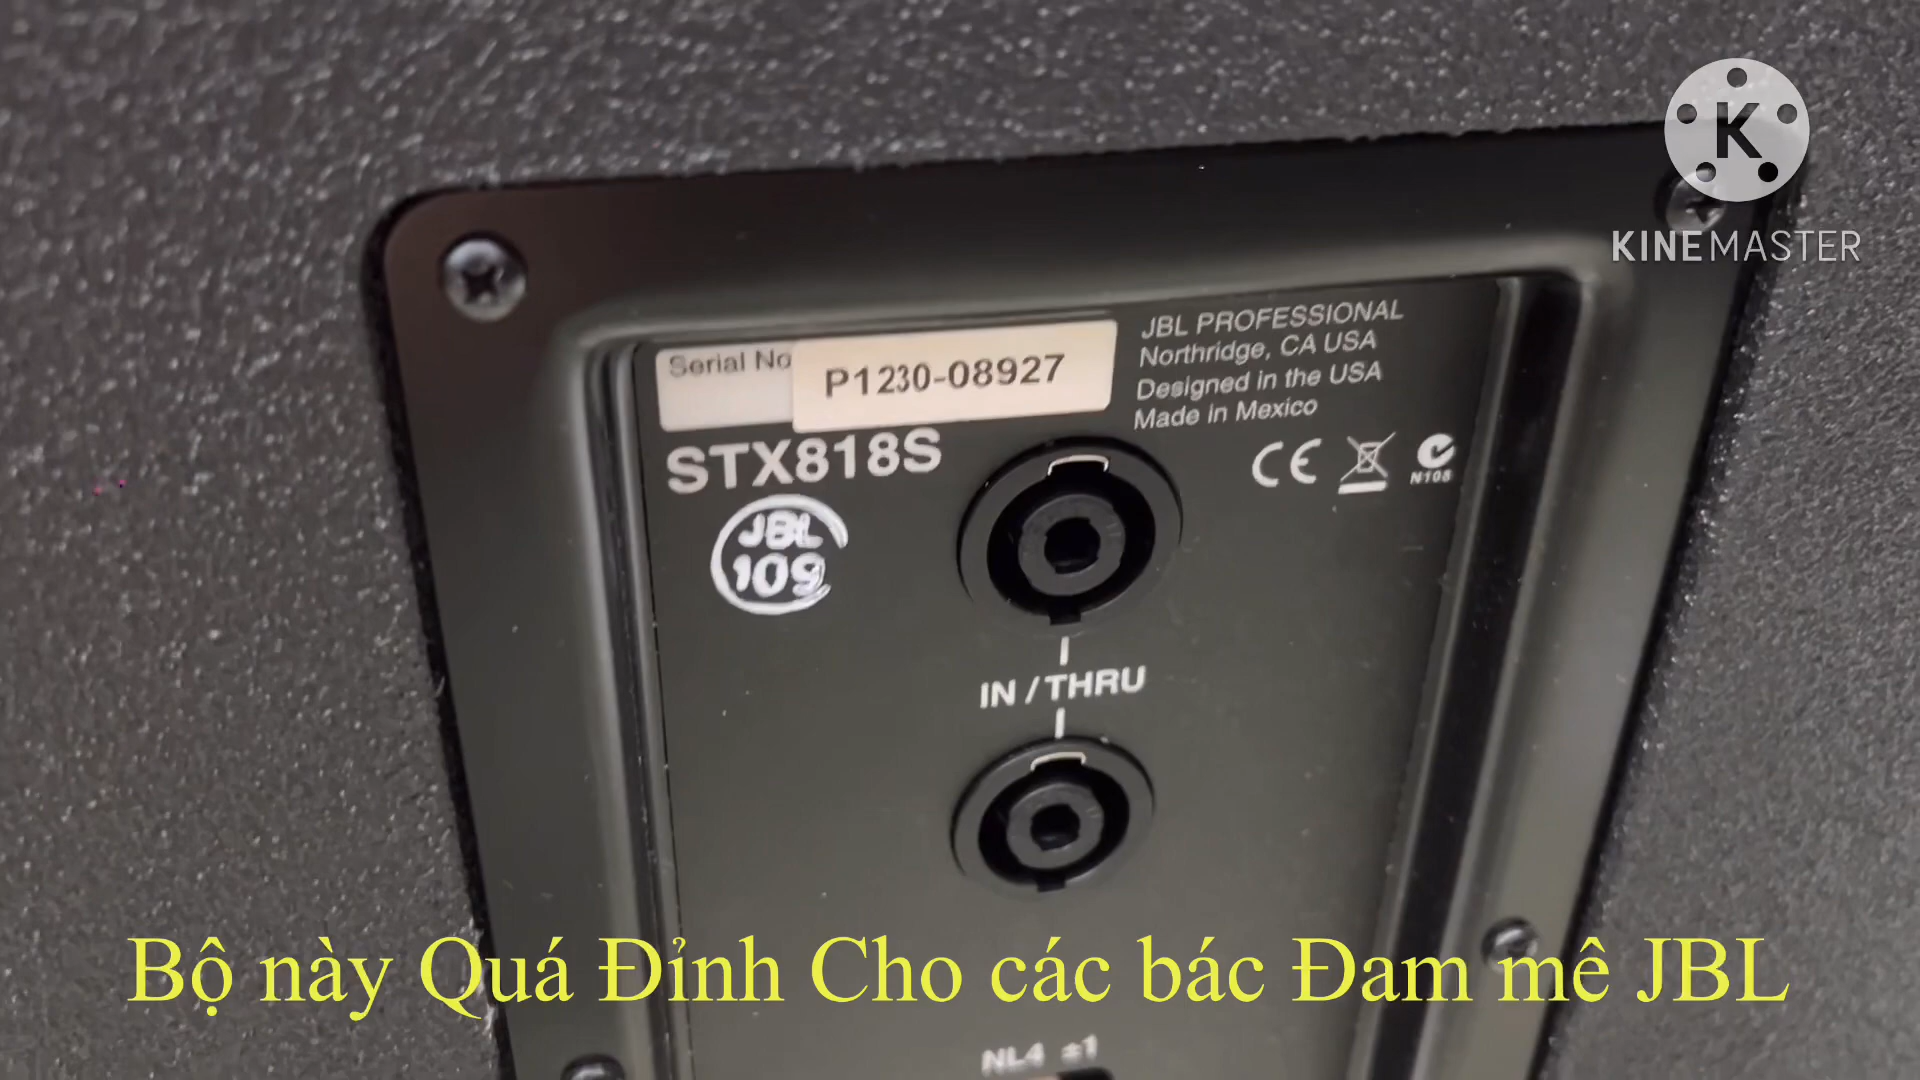 KINEMASTER
JBL PROFESSIONAL
Northridge, CA USA
Designed in the USA
Made in Mexico
Serial No
P1230-08927
STX818S
N108
JBL
109
IN / THRU
Bộ này Quá Đỉnh Cho các bác Đam mê JBL
NL4 ±1